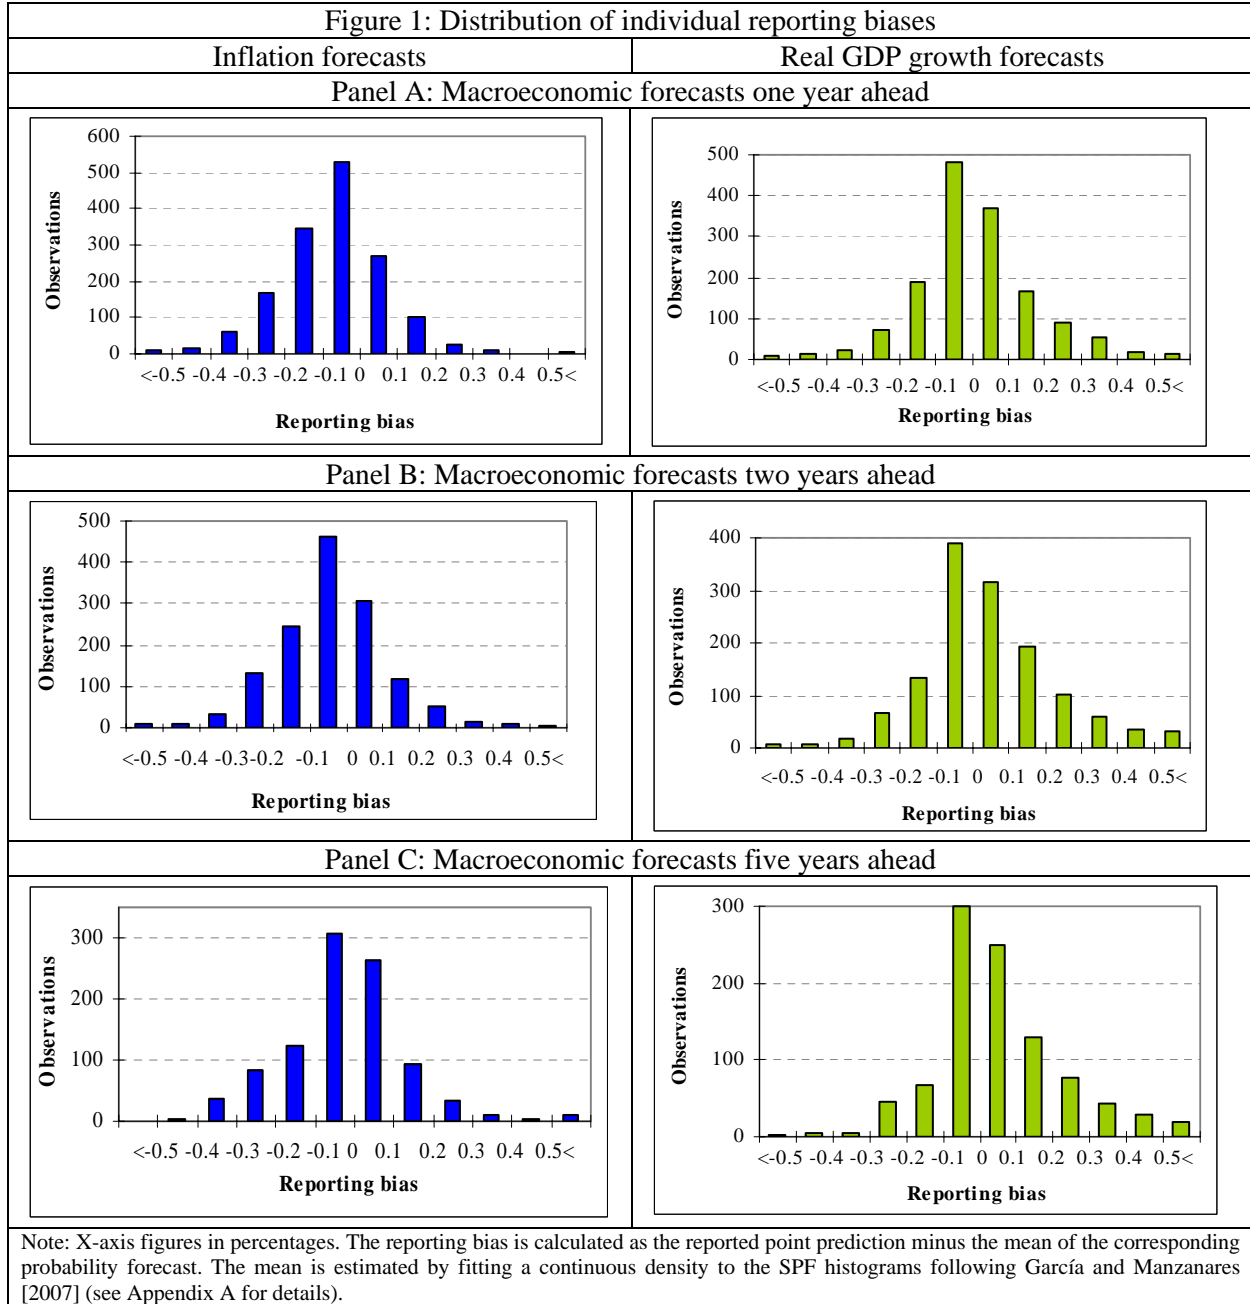 Figure 1: Distribution of individual reporting biases
Inflation forecasts
Real GDP growth forecasts
Panel A: Macroeconomic forecasts one year ahead
600
500
400
300
200
100
0
Observations
<-0.5 -0.4 -0.3 -0.2 -0.1 0 0.1 0.2 0.3 0.5<
Reporting bias
500
400
300
200
100
0
Observations
<-0.5 -0.4 -0.3 -0.2 -0.1 0 0.1 0.2 0.3 0.5<
Reporting bias
Panel B: Macroeconomic forecasts two years ahead
500
400
300
200
100
0
Observations
<-0.5 -0.4 -0.3-0.2 -0.1 0 0.1 0.2 0.3 0.5<
Reporting bias
400
300
200
100
0
Observations
<-0.5 -0.4 -0.3 -0.2 -0.1 0 0.1 0.2 0.3 0.5<
Reporting bias
Panel C: Macroeconomic forecasts five years ahead
300
200
100
0
Observations
<-0.5 -0.4 -0.3 -0.2 -0.1 0 0.1 0.2 0.3 0.5<
Reporting bias
300
200
100
0
Observations
<-0.5 -0.4 -0.3 -0.2 -0.1 0 0.1 0.2 0.3 0.5<
Reporting bias
Note: X-axis figures in percentages. The reporting bias is calculated as the reported point prediction minus the mean of the corresponding
probability forecast. The mean is estimated by fitting a continuous density to the SPF histograms following García and Manzanares
[2007] (see Appendix A for details).